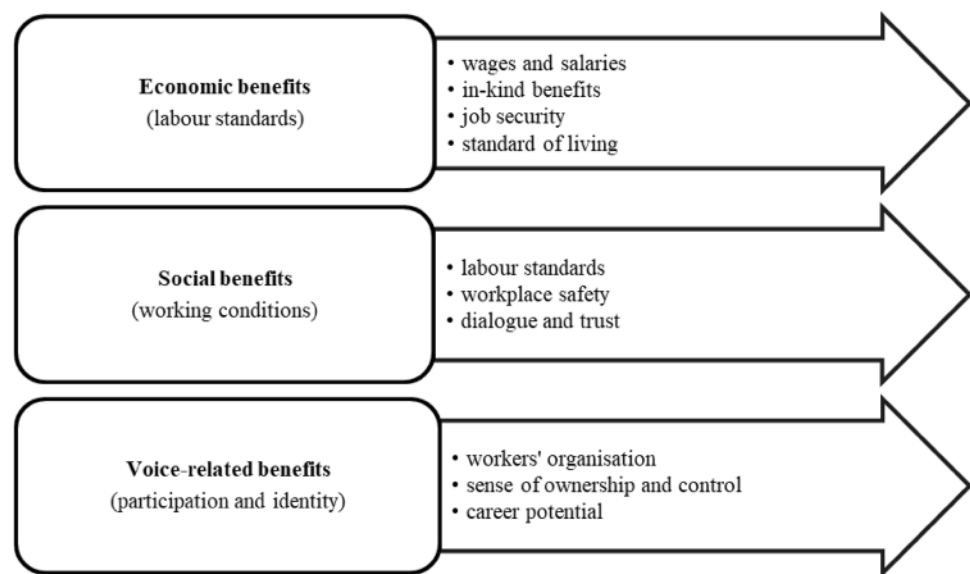 Economic benefits
(labour standards)
• wages and salaries
• in-kind benefits
• job security
• standard of living
Social benefits
(working conditions)
• labour standards
• workplace safety
• dialogue and trust
Voice-related benefits
(participation and identity)
• workers' organisation
• sense of ownership and control
• career potential